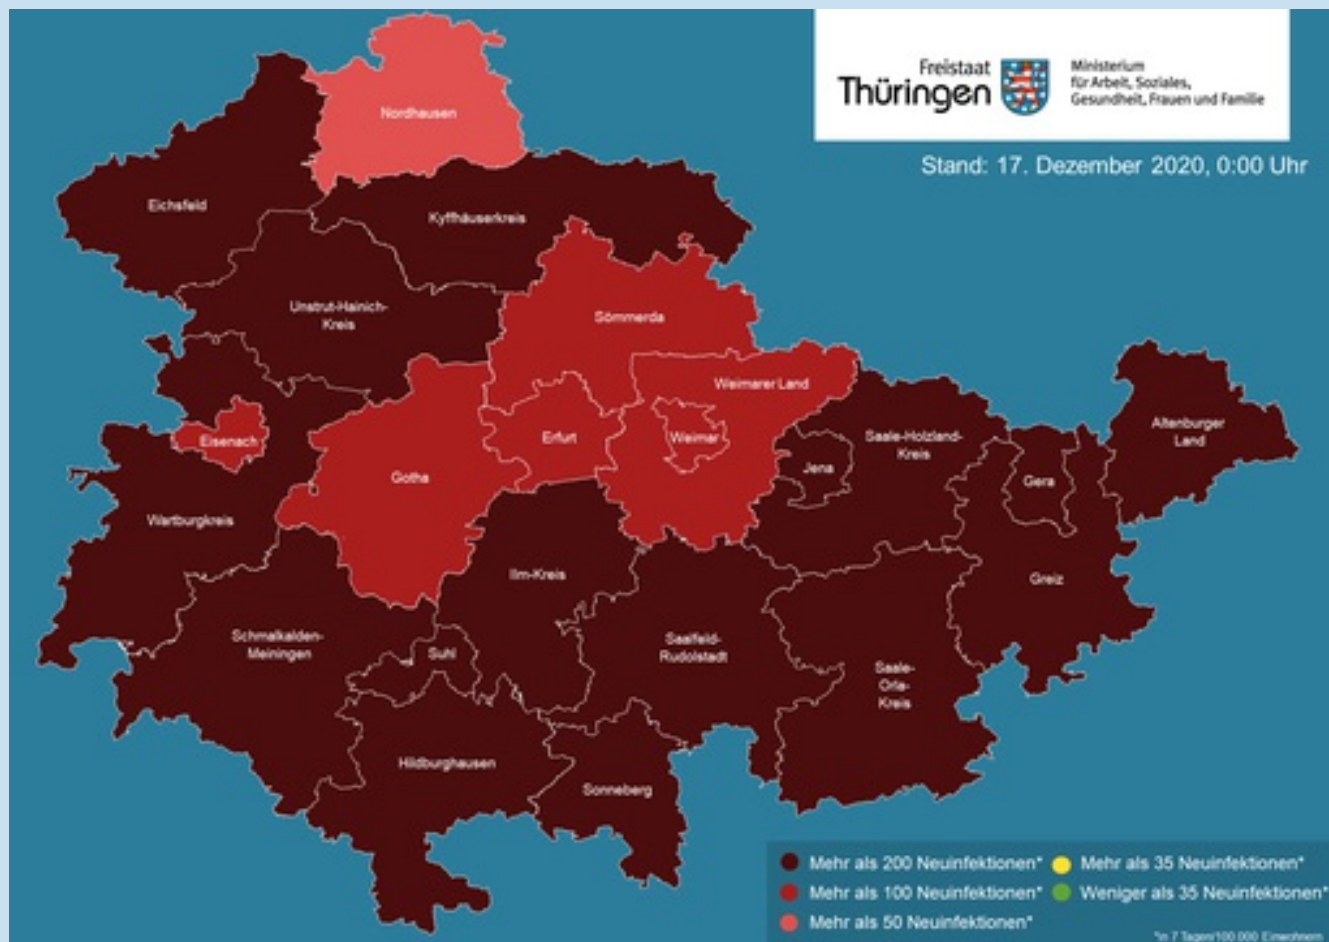 Freistaat
Thüringen
Ministerium
für Arbeit, Soziales,
Gesundheit, Frauen und Familie
Stand: 17. Dezember 2020, 0:00 Uhr
Nordhausen
Eichsfeld
Kyffhäuserkreis
Unstrut-Hainich-
Kreis
Sömmerda
Weimarer Land
Eisenach
Erfurt
Weimar
Gotha
Jena
Saale-Holzland-
Kreis
Gera
Altenburger
Land
Wartburgkreis
Ilm-Kreis
Greiz
Schmalkalden-
Meiningen
Suhl
Saalfeld-
Rudolstadt
Saale-
Orla-
Kreis
Hildburghausen
Sonneberg
Mehr als 200 Neuinfektionen*
Mehr als 35 Neuinfektionen*
Mehr als 100 Neuinfektionen*
Weniger als 35 Neuinfektionen*
Mehr als 50 Neuinfektionen*
*in 7 Tagen/100.000 Einwohnern